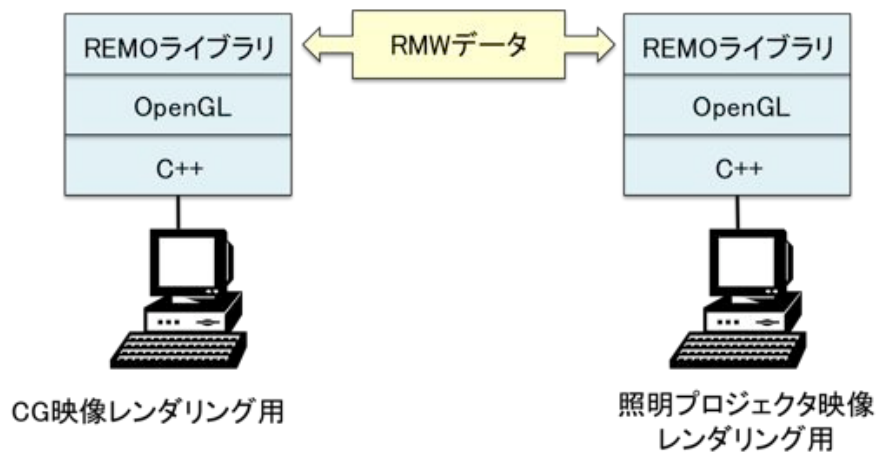 REMOライブラリ
OpenGL
C++
RMWデータ
REMOライブラリ
OpenGL
C++
CG映像レンダリング用
照明プロジェクタ映像
レンダリング用